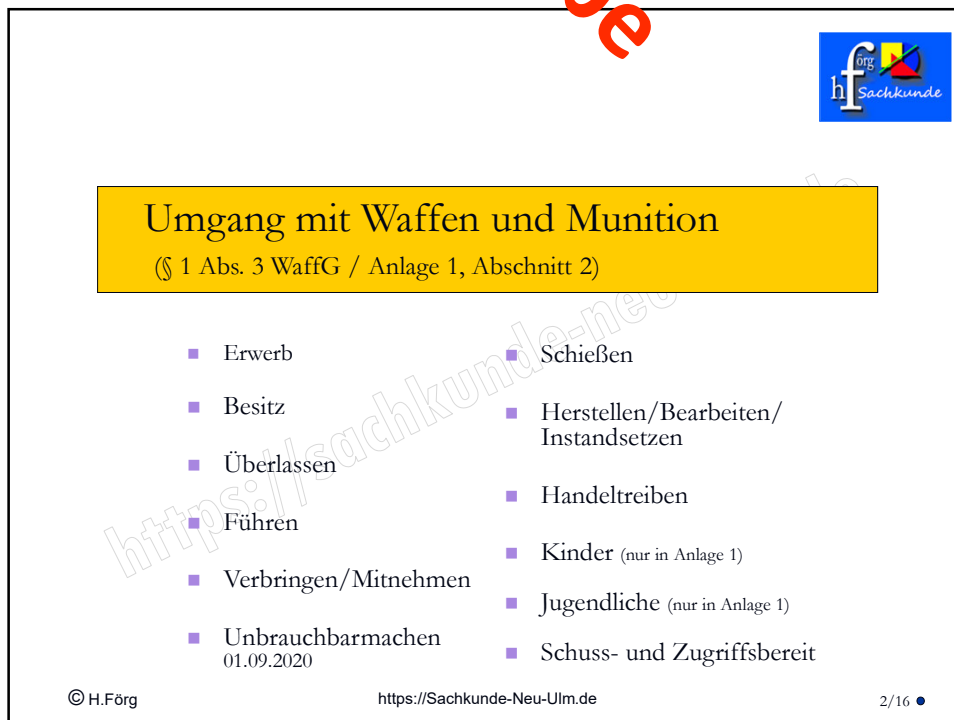 örg
hf Sachkunde
Umgang mit Waffen und Munition
(§ 1 Abs. 3 WaffG / Anlage 1, Abschnitt 2)
Erwerb
Besitz
Überlassen
Führen
Verbringen/Mitnehmen
Unbrauchbarmachen
01.09.2020
Schießen
Herstellen/Bearbeiten/
Instandsetzen
Handeltreiben
Kinder (nur in Anlage 1)
Jugendliche (nur in Anlage 1)
Schuss- und Zugriffsbereit
https://sachkunde-neu
© H.Förg
https://Sachkunde-Neu-Ulm.de
2/16